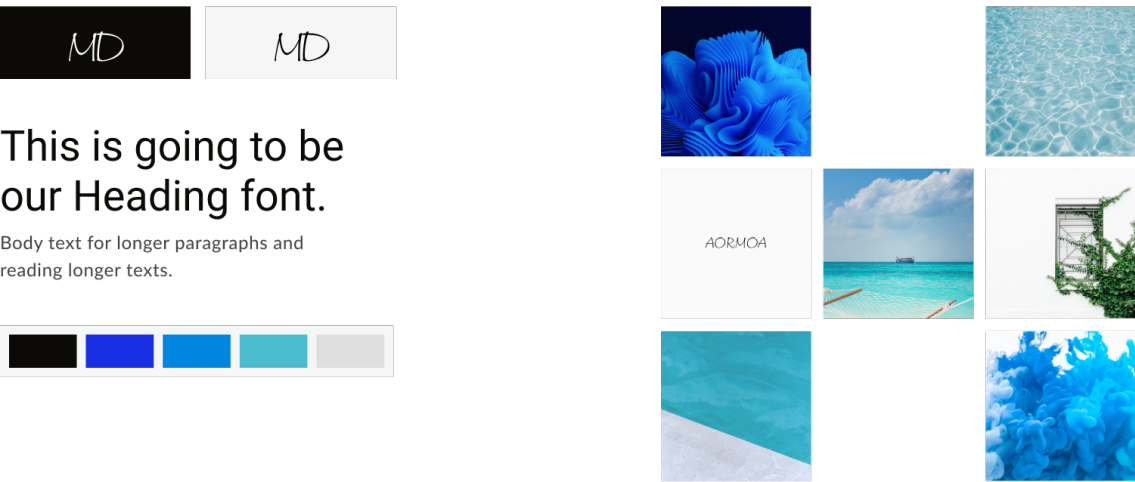 MD
MD
This is going to be
our Heading font.
Body text for longer paragraphs and
reading longer texts.
AORMOA